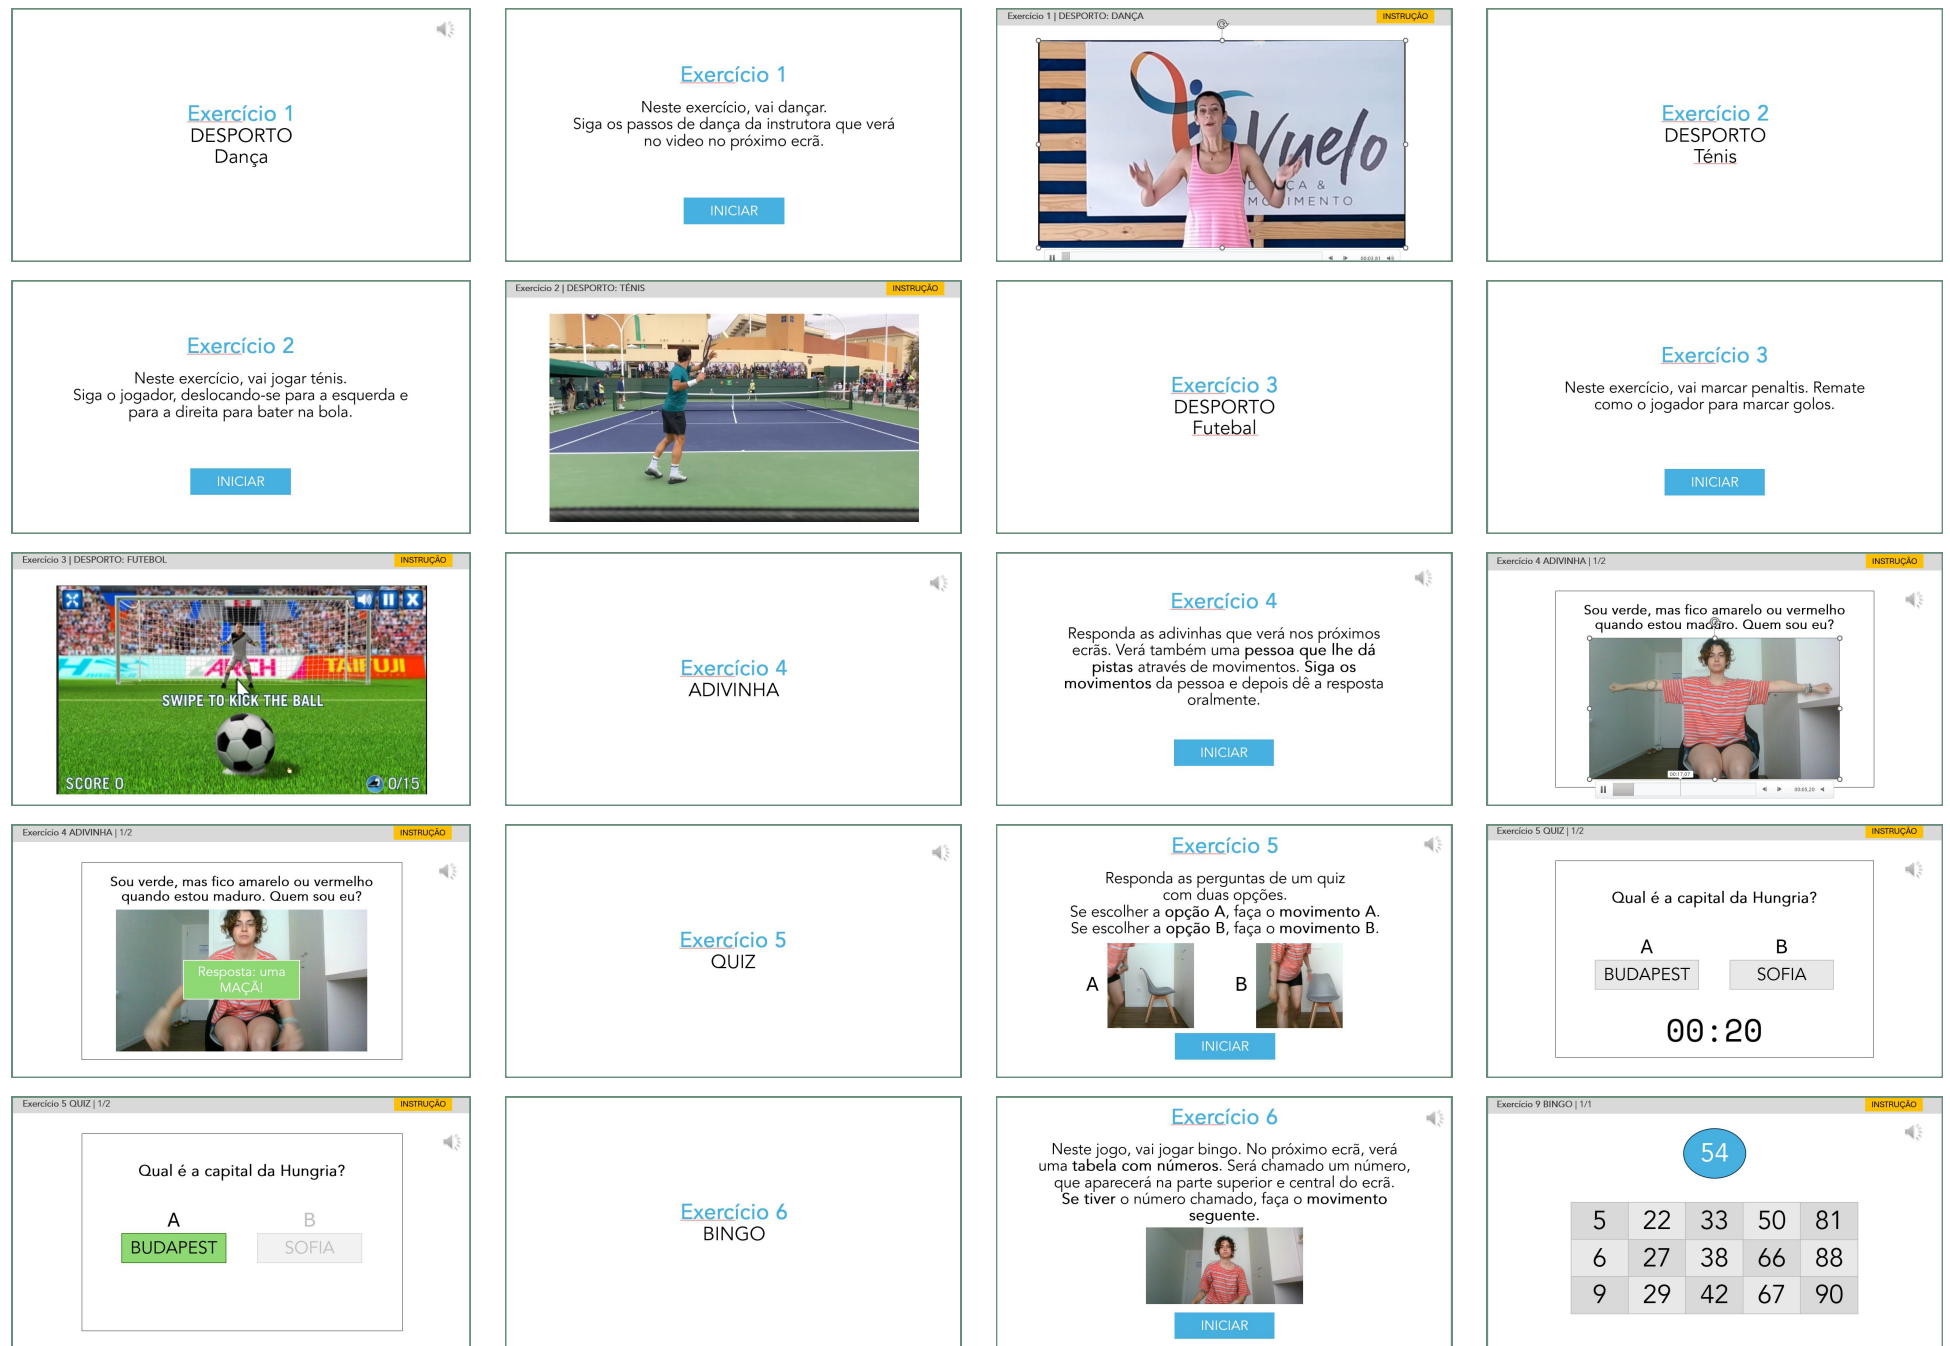 Exercício 1
DESPORTO
Dança
Exercício 1
Neste exercício, vai dançar.
Siga os passos de dança da instrutora que verá
no video no próximo ecrã.
INICIAR
Exercício 1 | DESPORTO: DANÇA
INSTRUÇÃO
Vuelo
DANÇA &
MOVIMENTO
00:03,81
Exercício 2
DESPORTO
Ténis
Exercício 2
Neste exercício, vai jogar ténis.
Siga o jogador, deslocando-se para a esquerda e
para a direita para bater na bola.
INICIAR
Exercício 2 | DESPORTO: TÉNIS
INSTRUÇÃO
Exercício 3
DESPORTO
Futebal
Exercício 3
Neste exercício, vai marcar penaltis. Remate
como o jogador para marcar golos.
INICIAR
Exercício 3 | DESPORTO: FUTEBOL
INSTRUÇÃO
SWIPE TO KICK THE BALL
SCORE 0
0/15
Exercício 4
ADIVINHA
Exercício 4
Responda as adivinhas que verá nos próximos
ecrãs. Verá também uma pessoa que lhe dá
pistas através de movimentos. Siga os
movimentos da pessoa e depois dê a resposta
oralmente.
INICIAR
Exercício 4 ADIVINHA | 1/2
INSTRUÇÃO
Sou verde, mas fico amarelo ou vermelho
quando estou maduro. Quem sou eu?
00:17,07
00:05,20
Exercício 4 ADIVINHA | 1/2
INSTRUÇÃO
Sou verde, mas fico amarelo ou vermelho
quando estou maduro. Quem sou eu?
Resposta: uma
MAÇÃ!
Exercício 5
QUIZ
Exercício 5
Responda as perguntas de um quiz
com duas opções.
Se escolher a opção A, faça o movimento A.
Se escolher a opção B, faça o movimento B.
A
B
INICIAR
Exercício 5 QUIZ | 1/2
INSTRUÇÃO
Qual é a capital da Hungria?
A B
BUDAPEST SOFIA
00:20
Exercício 5 QUIZ | 1/2
INSTRUÇÃO
Qual é a capital da Hungria?
A B
BUDAPEST SOFIA
Exercício 6
BINGO
Exercício 6
Neste jogo, vai jogar bingo. No próximo ecrã, verá
uma tabela com números. Será chamado um número,
que aparecerá na parte superior e central do ecrã.
Se tiver o número chamado, faça o movimento
seguente.
INICIAR
Exercício 9 BINGO | 1/1
INSTRUÇÃO
54
5 22 33 50 81
6 27 38 66 88
9 29 42 67 90